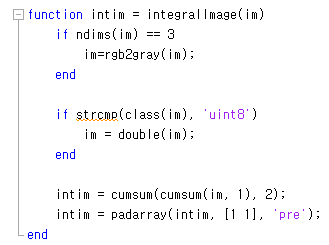 function intim = integralImage(im)
if ndims(im) == 3
im=rgb2gray(im);
end
if strcmp(class(im), 'uint8')
im = double(im);
end
intim = cumsum(cumsum(im, 1), 2);
intim = padarray(intim, [1 1], 'pre');
end